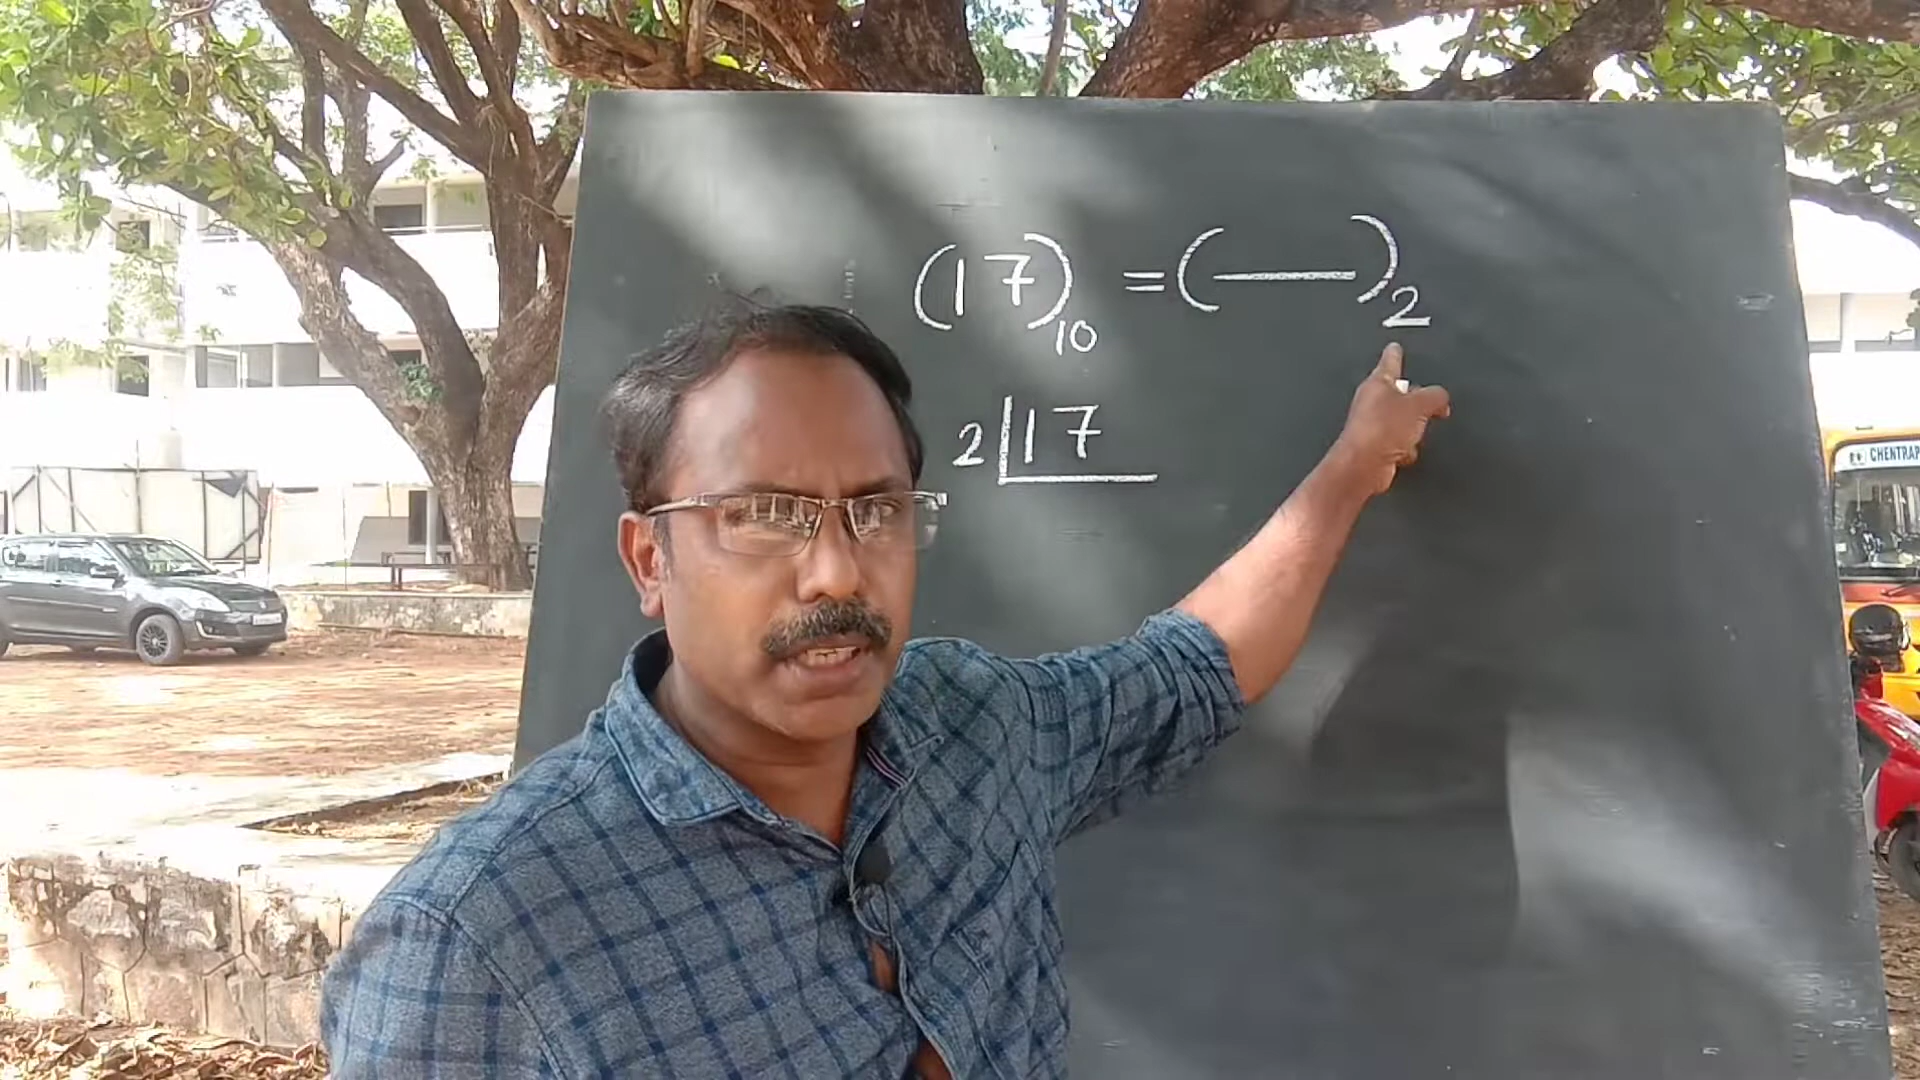 (17)₁₀ = (——)₂
2 | 17
CHENTRAP